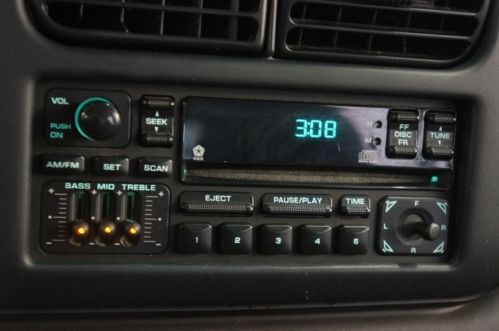 VOL
PUSH ON
SEEK
3:08
H
M
FF
DISC
FR
TUNE
AM/FM
SET
SCAN
BASS MID TREBLE
EJECT
PAUSE/PLAY
TIME
1 2 3 4 5
F
L R
R